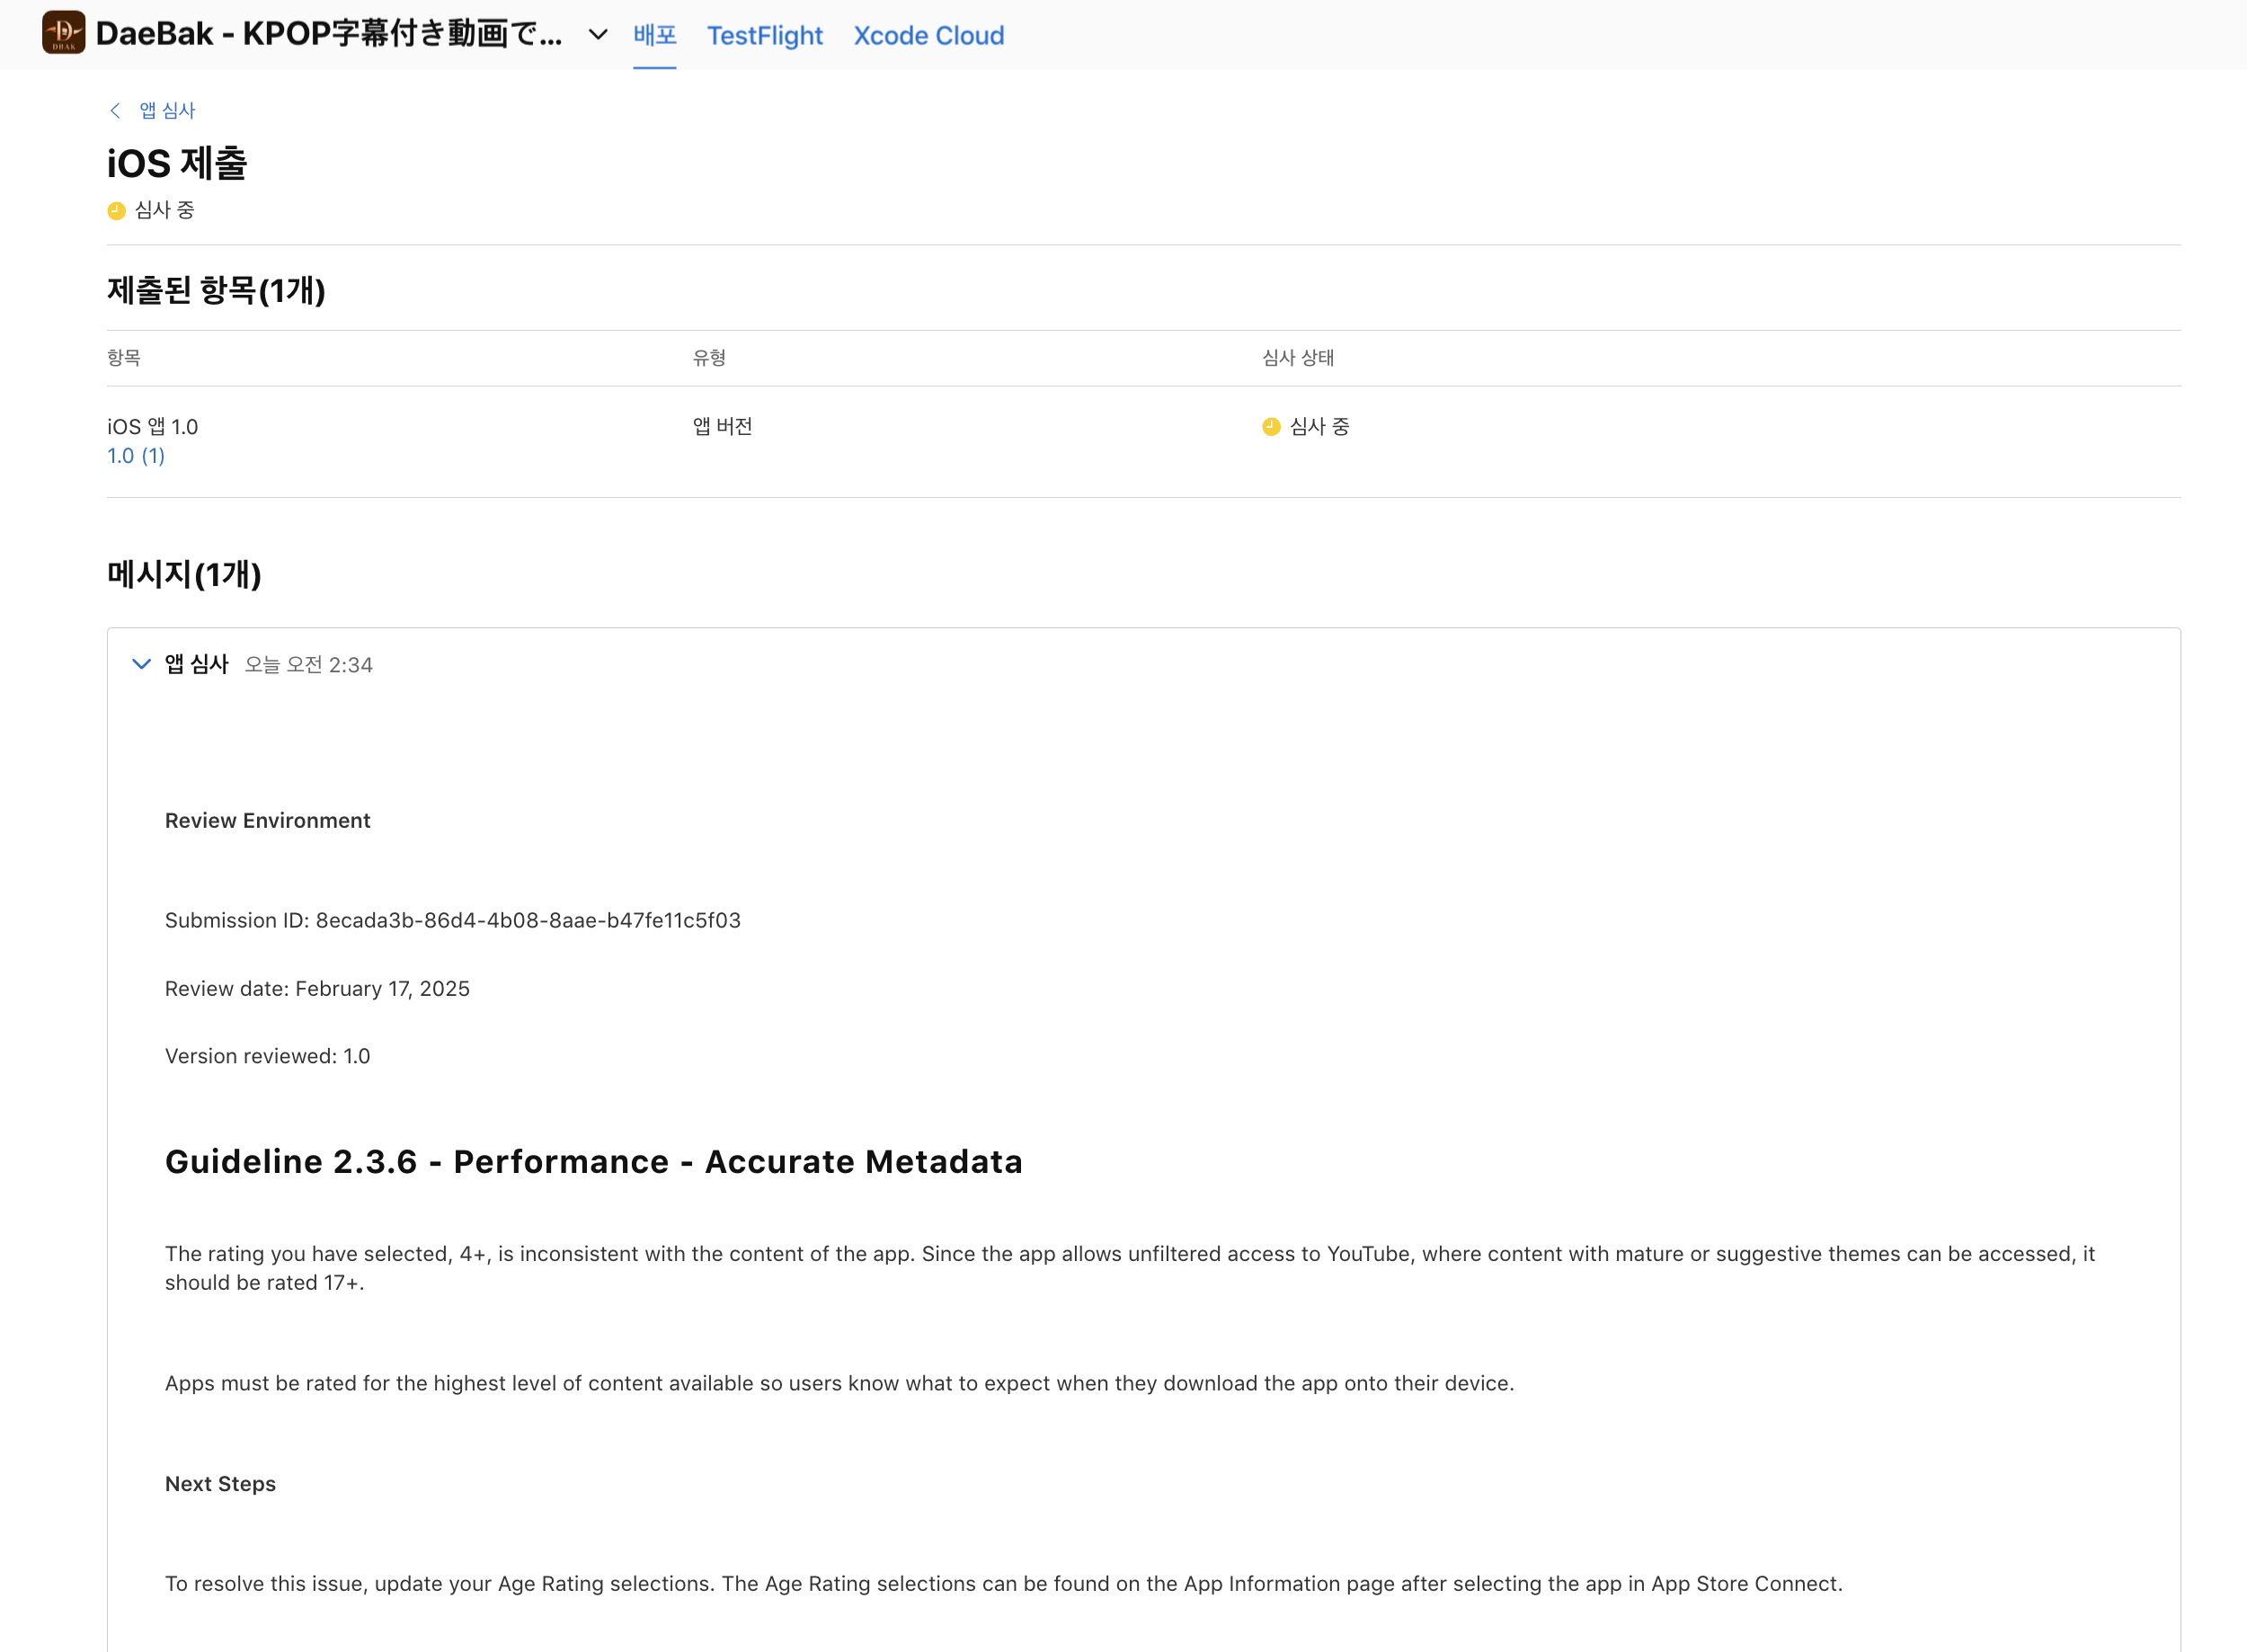 DBAK
DaeBak - KPOP字幕付き動画で...
배포
TestFlight
Xcode Cloud
앱 심사
iOS 제출
심사 중
제출된 항목(1개)
항목
유형
심사 상태
iOS 앱 1.0
앱 버전
심사 중
1.0 (1)
메시지(1개)
앱 심사 오늘 오전 2:34
Review Environment
Submission ID: 8ecada3b-86d4-4b08-8aae-b47fe11c5f03
Review date: February 17, 2025
Version reviewed: 1.0
Guideline 2.3.6 - Performance - Accurate Metadata
The rating you have selected, 4+, is inconsistent with the content of the app. Since the app allows unfiltered access to YouTube, where content with mature or suggestive themes can be accessed, it
should be rated 17+.
Apps must be rated for the highest level of content available so users know what to expect when they download the app onto their device.
Next Steps
To resolve this issue, update your Age Rating selections. The Age Rating selections can be found on the App Information page after selecting the app in App Store Connect.